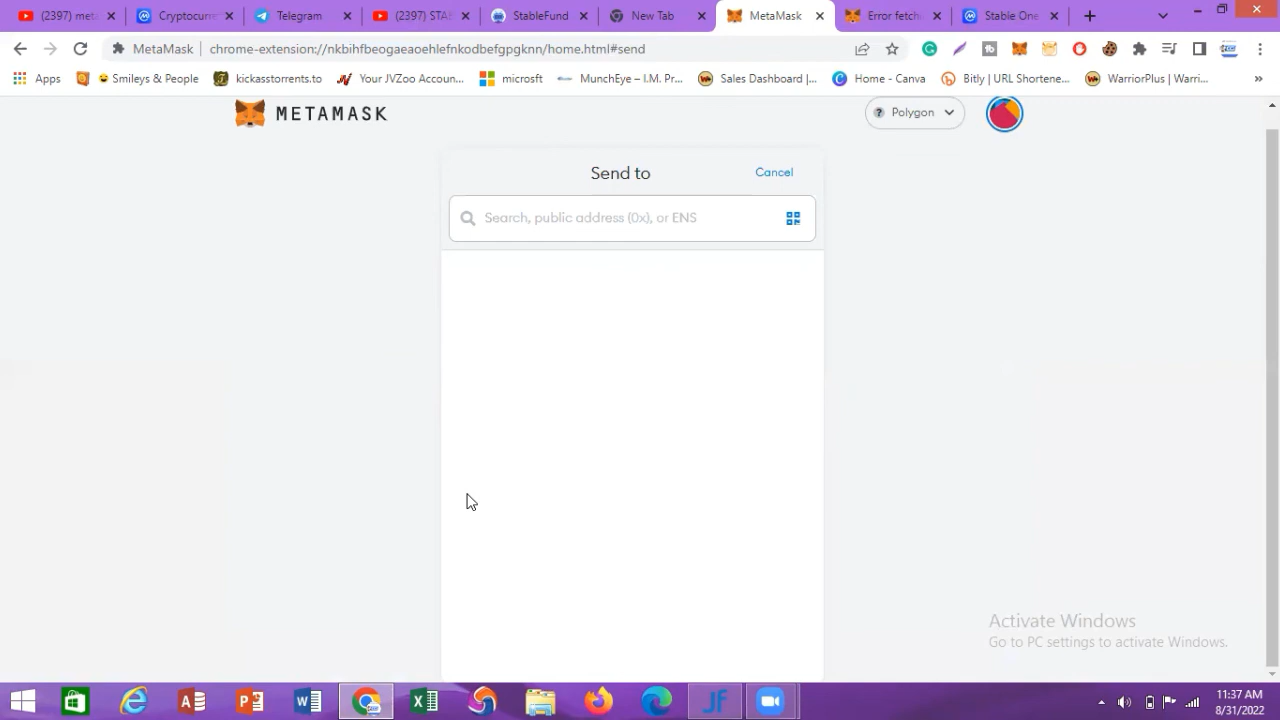 (2397) meta
Cryptocurr
Telegram
(2397) STA
StableFund
New Tab
MetaMask
Error fetch
Stable One
MetaMask
chrome-extension://nkbihfbeogaeaoehlefnkodbefgpgknn/home.html#send
Apps
Smileys & People
kickasstorrents.to
Your JVZoo Accoun...
microsft
MunchEye – I.M. Pr...
Sales Dashboard |...
Home - Canva
Bitly | URL Shortene...
WarriorPlus | Warri...
»
METAMASK
Polygon
Send to
Cancel
Search, public address (0x), or ENS
Activate Windows
Go to PC settings to activate Windows.
11:37 AM
8/31/2022